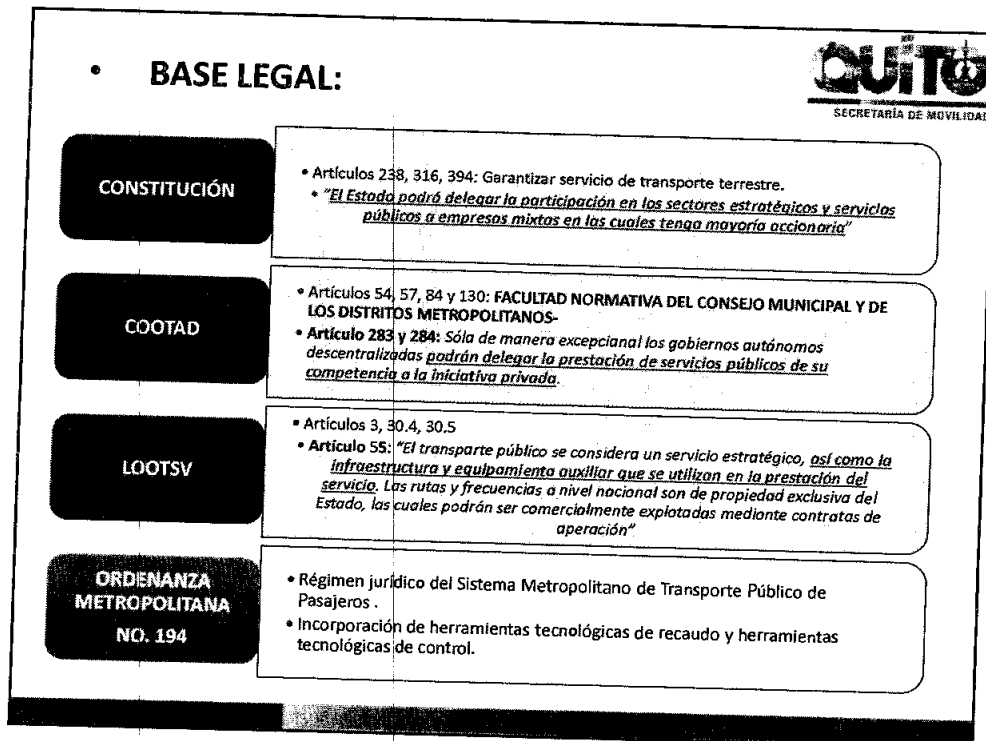 • BASE LEGAL:
QUITO
SECRETARÍA DE MOVILIDAD
CONSTITUCIÓN
• Artículos 238, 316, 394: Garantizar servicio de transporte terrestre.
• "El Estado podrá delegar la participación en los sectores estratégicos y servicios
públicos a empresas mixtas en las cuales tenga mayoría accionaria"
COOTAD
• Artículos 54, 57, 84 y 130: FACULTAD NORMATIVA DEL CONSEJO MUNICIPAL Y DE
LOS DISTRITOS METROPOLITANOS-
• Artículo 283 y 284: Sólo de manera excepcional los gobiernos autónomos
descentralizados podrán delegar la prestación de servicios públicos de su
competencia a la iniciativa privada.
LOOTSV
• Artículos 3, 30.4, 30.5
• Artículo 55: "El transporte público se considera un servicio estratégico, así como la
infraestructura y equipamiento auxiliar que se utilizan en la prestación del
servicio. Las rutas y frecuencias a nivel nacional son de propiedad exclusiva del
Estado, las cuales podrán ser comercialmente explotadas mediante contratos de
operación"
ORDENANZA
METROPOLITANA
NO. 194
• Régimen jurídico del Sistema Metropolitano de Transporte Público de
Pasajeros .
• Incorporación de herramientas tecnológicas de recaudo y herramientas
tecnológicas de control.